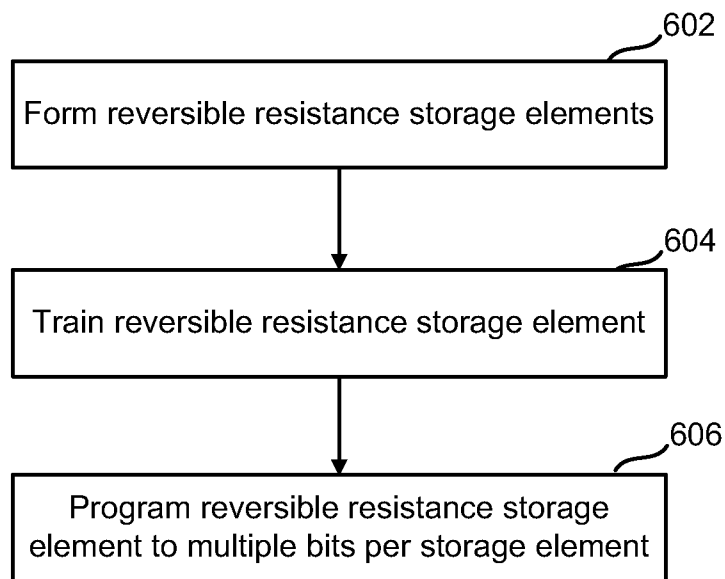 602
Form reversible resistance storage elements
604
Train reversible resistance storage element
606
Program reversible resistance storage
element to multiple bits per storage element